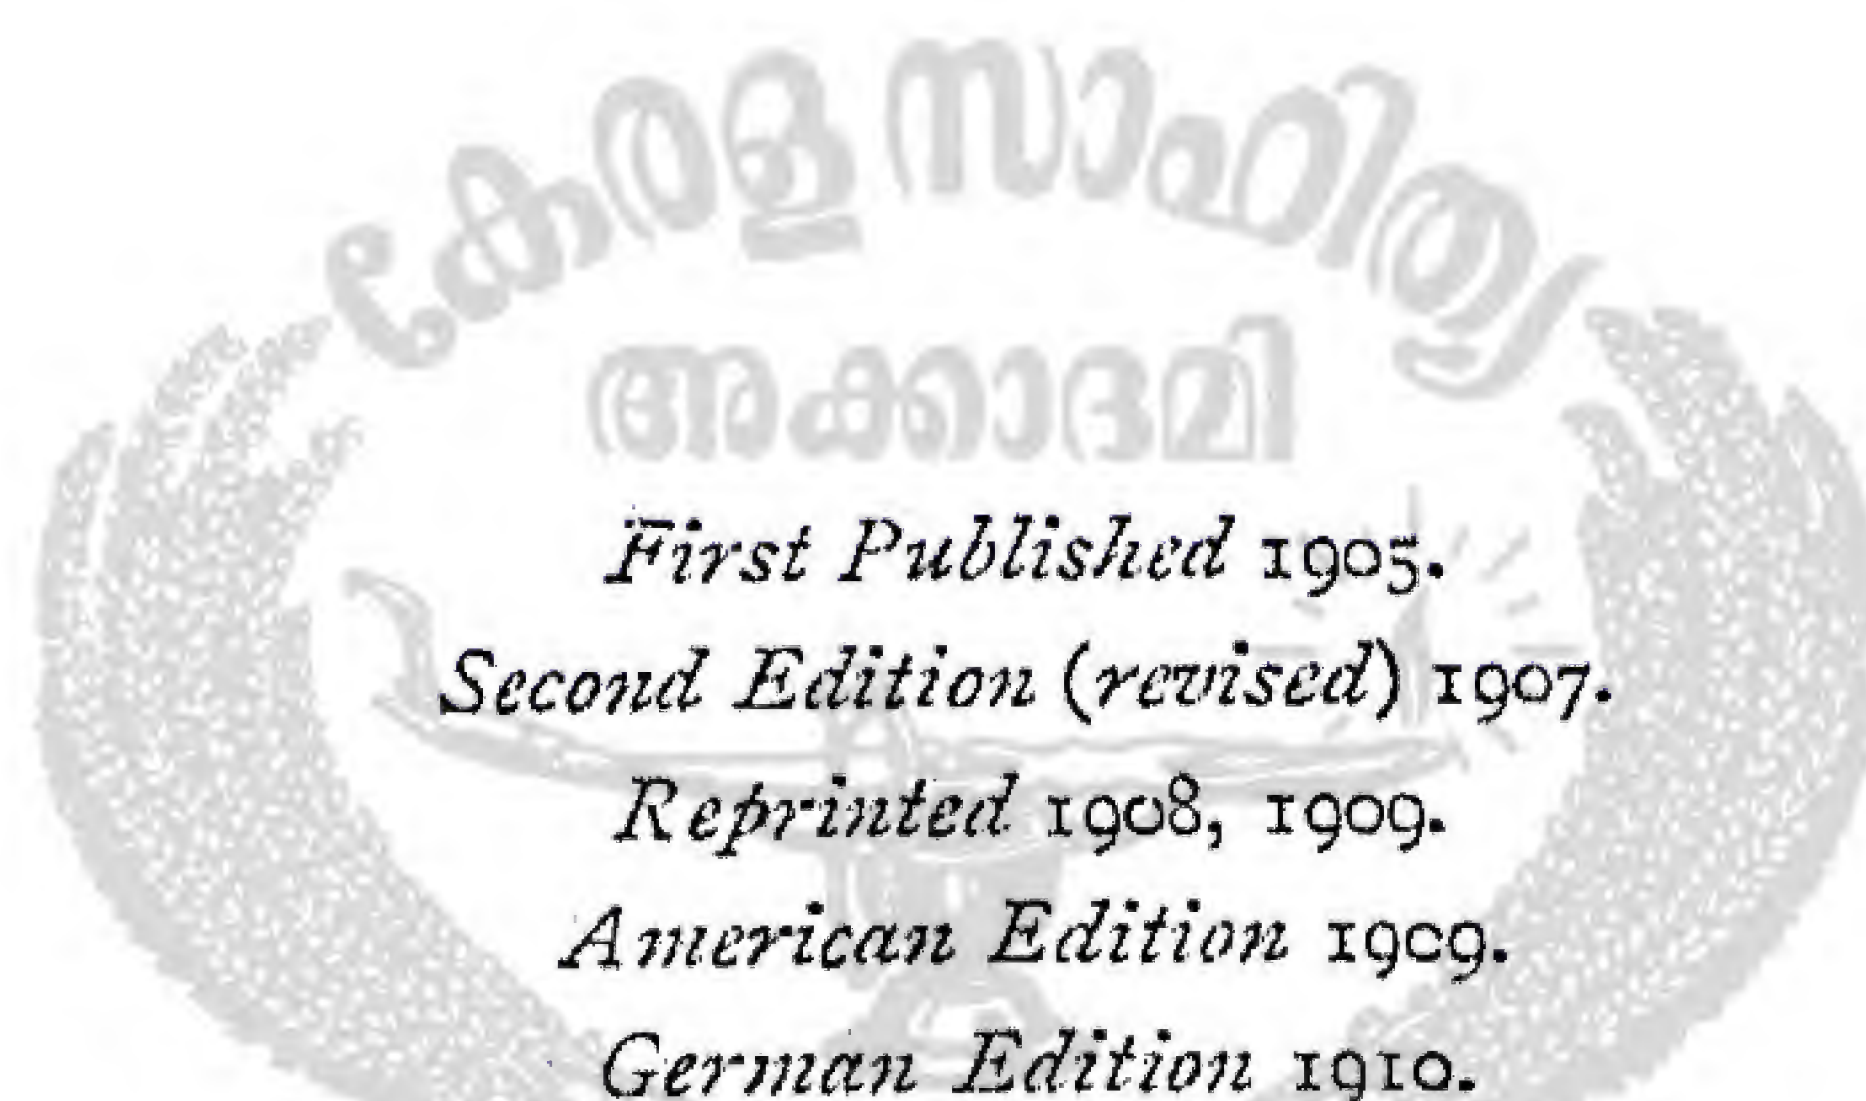 കേരള സാഹിത്യ
അക്കാദമി
First Published 1905.
Second Edition (revised) 1907.
Reprinted 1908, 1909.
American Edition 1909.
German Edition 1910.